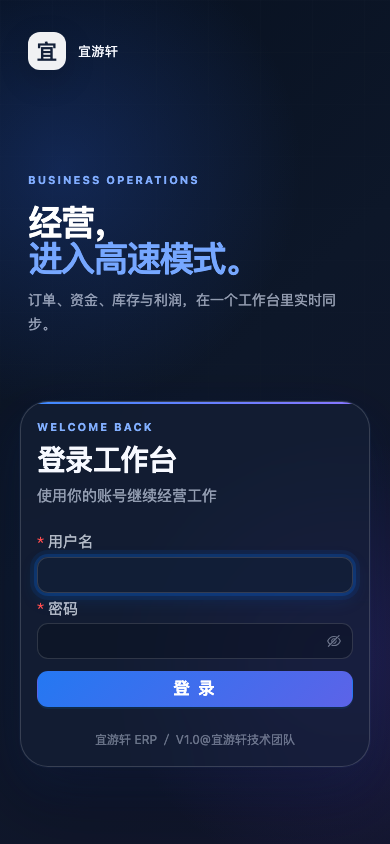 宜
宜游轩
BUSINESS OPERATIONS
经营，
进入高速模式。
订单、资金、库存与利润，在一个工作台里实时同
步。
WELCOME BACK
登录工作台
使用你的账号继续经营工作
* 用户名
* 密码
登 录
宜游轩 ERP / V1.0@宜游轩技术团队